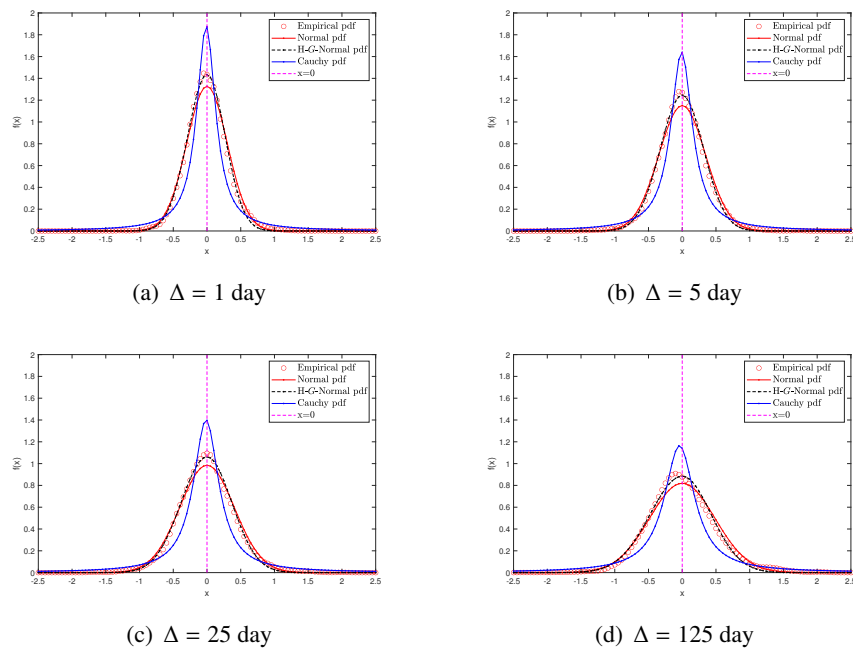 Empirical pdf
Normal pdf
H-G-Normal pdf
Cauchy pdf
x=0
f(x)
2
1.8
1.6
1.4
1.2
1
0.8
0.6
0.4
0.2
0
-2.5 -2 -1.5 -1 -0.5 0 0.5 1 1.5 2 2.5
x
(a) Δ = 1 day
Empirical pdf
Normal pdf
H-G-Normal pdf
Cauchy pdf
x=0
f(x)
2
1.8
1.6
1.4
1.2
1
0.8
0.6
0.4
0.2
0
-2.5 -2 -1.5 -1 -0.5 0 0.5 1 1.5 2 2.5
x
(b) Δ = 5 day
Empirical pdf
Normal pdf
H-G-Normal pdf
Cauchy pdf
x=0
f(x)
2
1.8
1.6
1.4
1.2
1
0.8
0.6
0.4
0.2
0
-2.5 -2 -1.5 -1 -0.5 0 0.5 1 1.5 2 2.5
x
(c) Δ = 25 day
Empirical pdf
Normal pdf
H-G-Normal pdf
Cauchy pdf
x=0
f(x)
2
1.8
1.6
1.4
1.2
1
0.8
0.6
0.4
0.2
0
-2.5 -2 -1.5 -1 -0.5 0 0.5 1 1.5 2 2.5
x
(d) Δ = 125 day